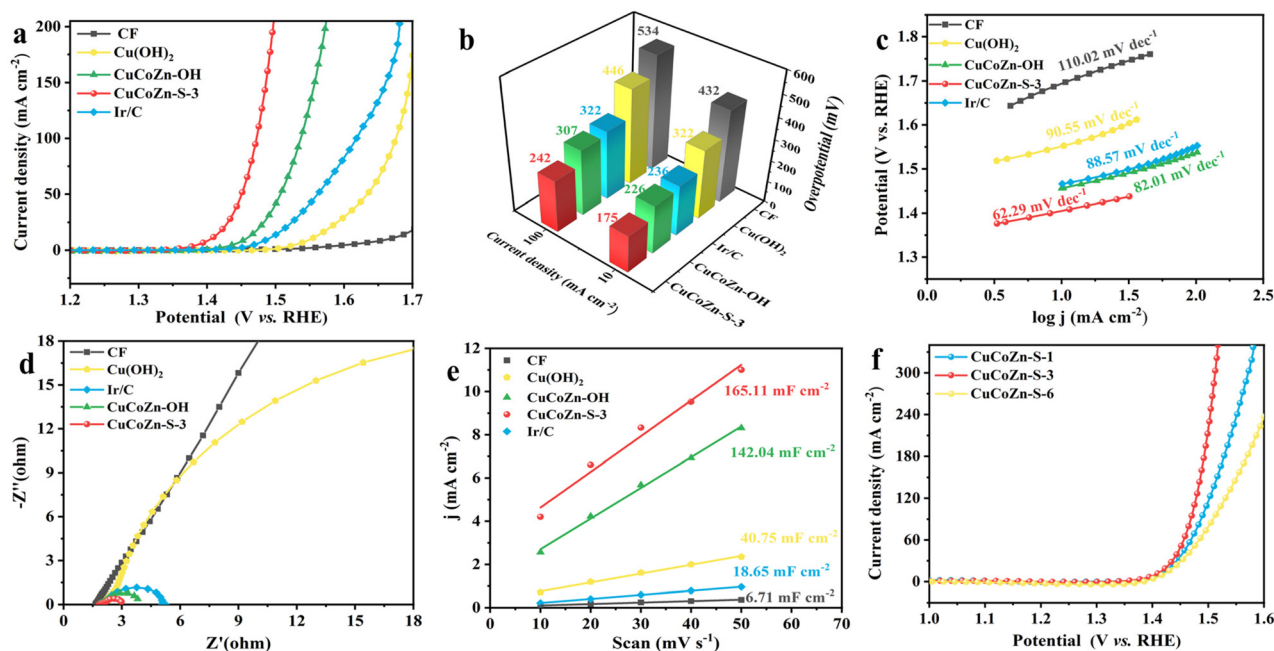 a
CF
Cu(OH)2
CuCoZn-OH
CuCoZn-S-3
Ir/C
Current density (mA cm-2)
200
160
120
80
40
0
1.2
1.3
1.4
1.5
1.6
1.7
Potential (V vs. RHE)
b
534
446
322
307
242
432
322
236
226
175
600
500
400
300
200
100
0
Overpotential (mV)
CF
Cu(OH)2
Ir/C
CuCoZn-OH
CuCoZn-S-3
100
10
Current density (mA cm-2)
c
CF
Cu(OH)2
CuCoZn-OH
CuCoZn-S-3
Ir/C
110.02 mV dec-1
90.55 mV dec-1
88.57 mV dec-1
82.01 mV dec-1
62.29 mV dec-1
Potential (V vs. RHE)
1.8
1.7
1.6
1.5
1.4
1.3
0.0
0.5
1.0
1.5
2.0
2.5
log j (mA cm-2)
d
CF
Cu(OH)2
Ir/C
CuCoZn-OH
CuCoZn-S-3
-Z''(ohm)
18
15
12
9
6
3
0
3
6
9
12
15
18
Z'(ohm)
e
CF
Cu(OH)2
CuCoZn-OH
CuCoZn-S-3
Ir/C
165.11 mF cm-2
142.04 mF cm-2
40.75 mF cm-2
18.65 mF cm-2
6.71 mF cm-2
j (mA cm-2)
12
10
8
6
4
2
0
0
10
20
30
40
50
60
70
Scan (mV s-1)
f
CuCoZn-S-1
CuCoZn-S-3
CuCoZn-S-6
Current density (mA cm-2)
300
240
180
120
60
0
1.0
1.1
1.2
1.3
1.4
1.5
1.6
Potential (V vs. RHE)